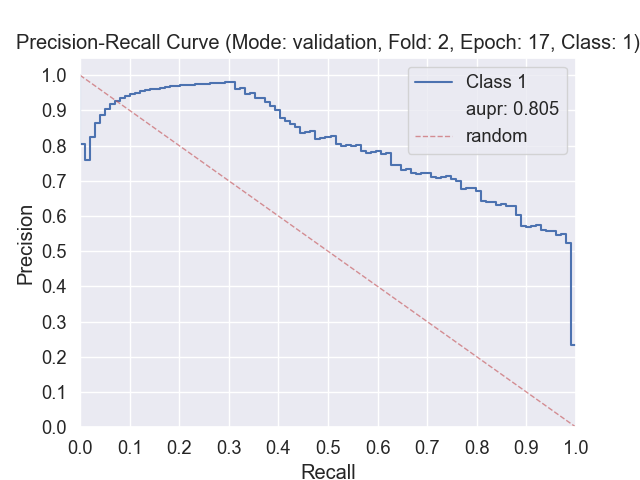 Precision-Recall Curve (Mode: validation, Fold: 2, Epoch: 17, Class: 1)
Class 1
aupr: 0.805
random
1.0
0.9
0.8
0.7
0.6
0.5
0.4
0.3
0.2
0.1
0.0
Precision
0.0 0.1 0.2 0.3 0.4 0.5 0.6 0.7 0.8 0.9 1.0
Recall